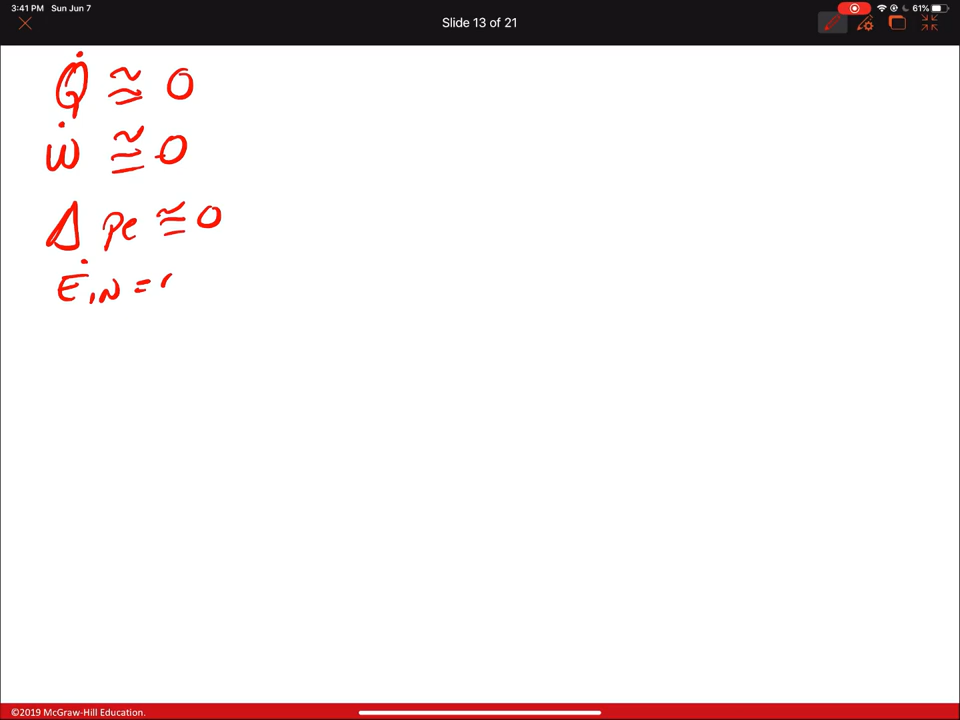 3:41 PM Sun Jun 7
61%
Slide 13 of 21
Q̇ ≅ 0
ẇ ≅ 0
Δ pe ≅ 0
Ė IN =
©2019 McGraw-Hill Education.